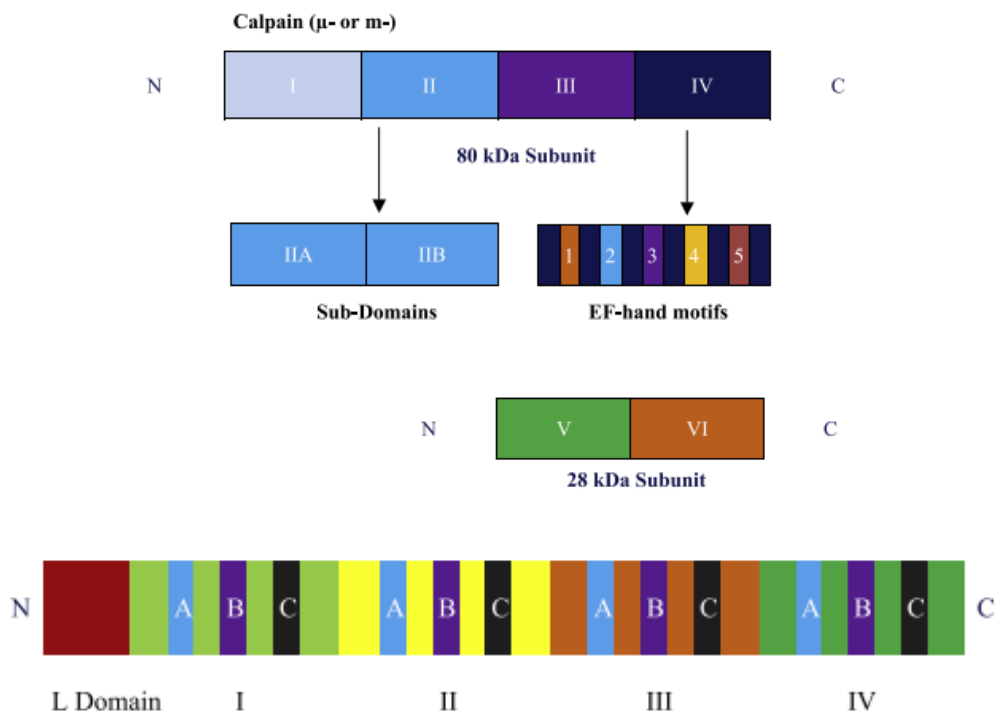 Calpain (µ- or m-)
N I II III IV C
80 kDa Subunit
IIA IIB 1 2 3 4 5
Sub-Domains EF-hand motifs
N V VI C
28 kDa Subunit
N A B C A B C A B C A B C C
L Domain I II III IV